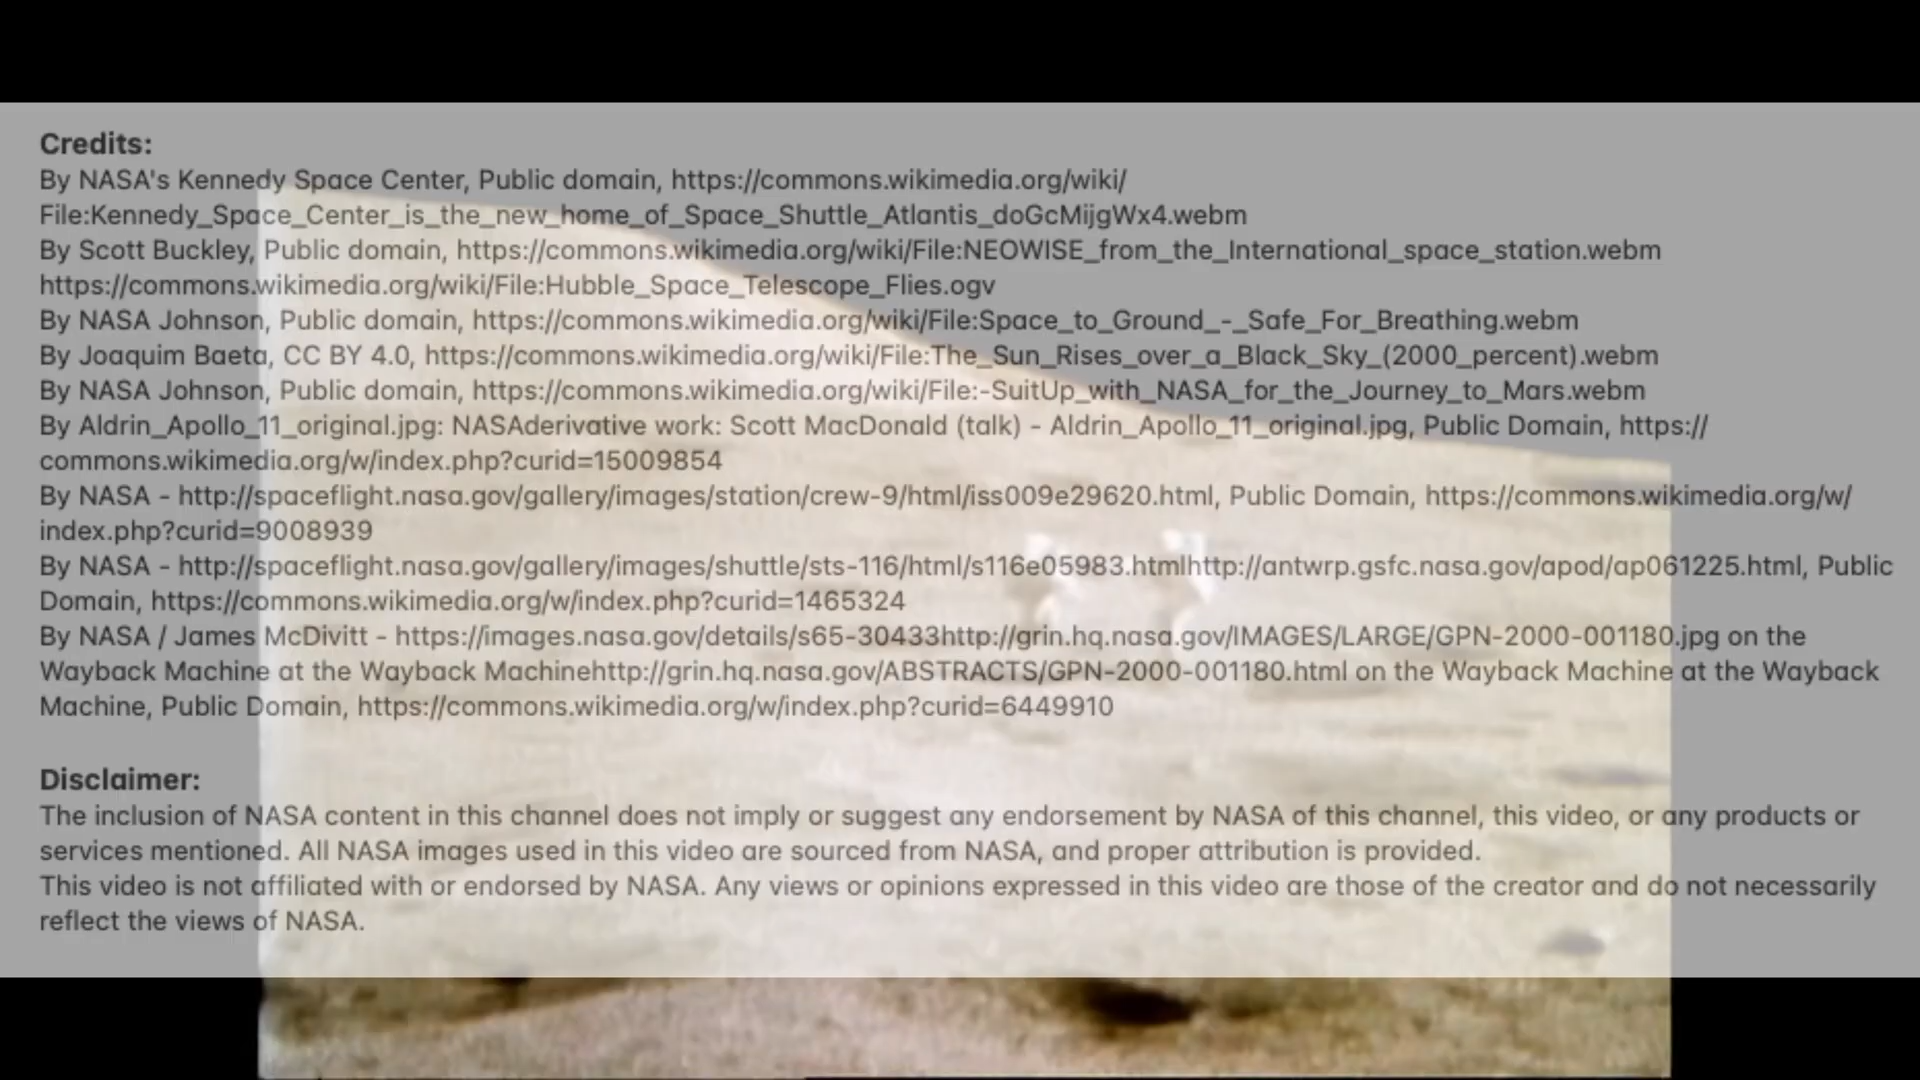 Credits:
By NASA's Kennedy Space Center, Public domain, https://commons.wikimedia.org/wiki/
File:Kennedy_Space_Center_is_the_new_home_of_Space_Shuttle_Atlantis_doGcMijgWx4.webm
By Scott Buckley, Public domain, https://commons.wikimedia.org/wiki/File:NEOWISE_from_the_International_space_station.webm
https://commons.wikimedia.org/wiki/File:Hubble_Space_Telescope_Flies.ogv
By NASA Johnson, Public domain, https://commons.wikimedia.org/wiki/File:Space_to_Ground_-_Safe_For_Breathing.webm
By Joaquim Baeta, CC BY 4.0, https://commons.wikimedia.org/wiki/File:The_Sun_Rises_over_a_Black_Sky_(2000_percent).webm
By NASA Johnson, Public domain, https://commons.wikimedia.org/wiki/File:-SuitUp_with_NASA_for_the_Journey_to_Mars.webm
By Aldrin_Apollo_11_original.jpg: NASAderivative work: Scott MacDonald (talk) - Aldrin_Apollo_11_original.jpg, Public Domain, https://
commons.wikimedia.org/w/index.php?curid=15009854
By NASA - http://spaceflight.nasa.gov/gallery/images/station/crew-9/html/iss009e29620.html, Public Domain, https://commons.wikimedia.org/w/
index.php?curid=9008939
By NASA - http://spaceflight.nasa.gov/gallery/images/shuttle/sts-116/html/s116e05983.htmlhttp://antwrp.gsfc.nasa.gov/apod/ap061225.html, Public
Domain, https://commons.wikimedia.org/w/index.php?curid=1465324
By NASA / James McDivitt - https://images.nasa.gov/details/s65-30433http://grin.hq.nasa.gov/IMAGES/LARGE/GPN-2000-001180.jpg on the
Wayback Machine at the Wayback Machinehttp://grin.hq.nasa.gov/ABSTRACTS/GPN-2000-001180.html on the Wayback Machine at the Wayback
Machine, Public Domain, https://commons.wikimedia.org/w/index.php?curid=6449910
Disclaimer:
The inclusion of NASA content in this channel does not imply or suggest any endorsement by NASA of this channel, this video, or any products or
services mentioned. All NASA images used in this video are sourced from NASA, and proper attribution is provided.
This video is not affiliated with or endorsed by NASA. Any views or opinions expressed in this video are those of the creator and do not necessarily
reflect the views of NASA.